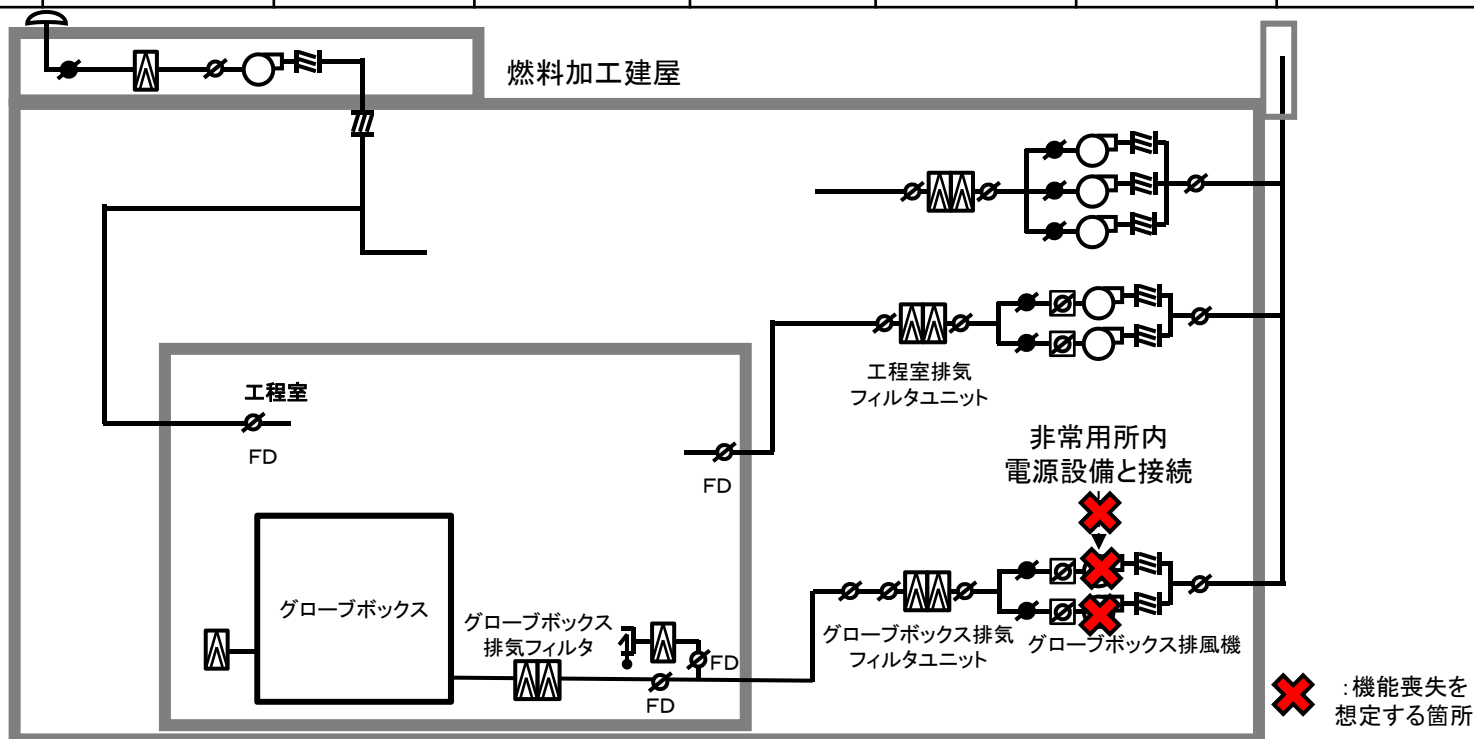 燃料加工建屋
工程室排気
フィルタユニット
工程室
FD
FD
非常用所内
電源設備と接続
グローブボックス
グローブボックス
排気フィルタ
FD
FD
グローブボックス排気
フィルタユニット
グローブボックス排風機
:機能喪失を
想定する箇所